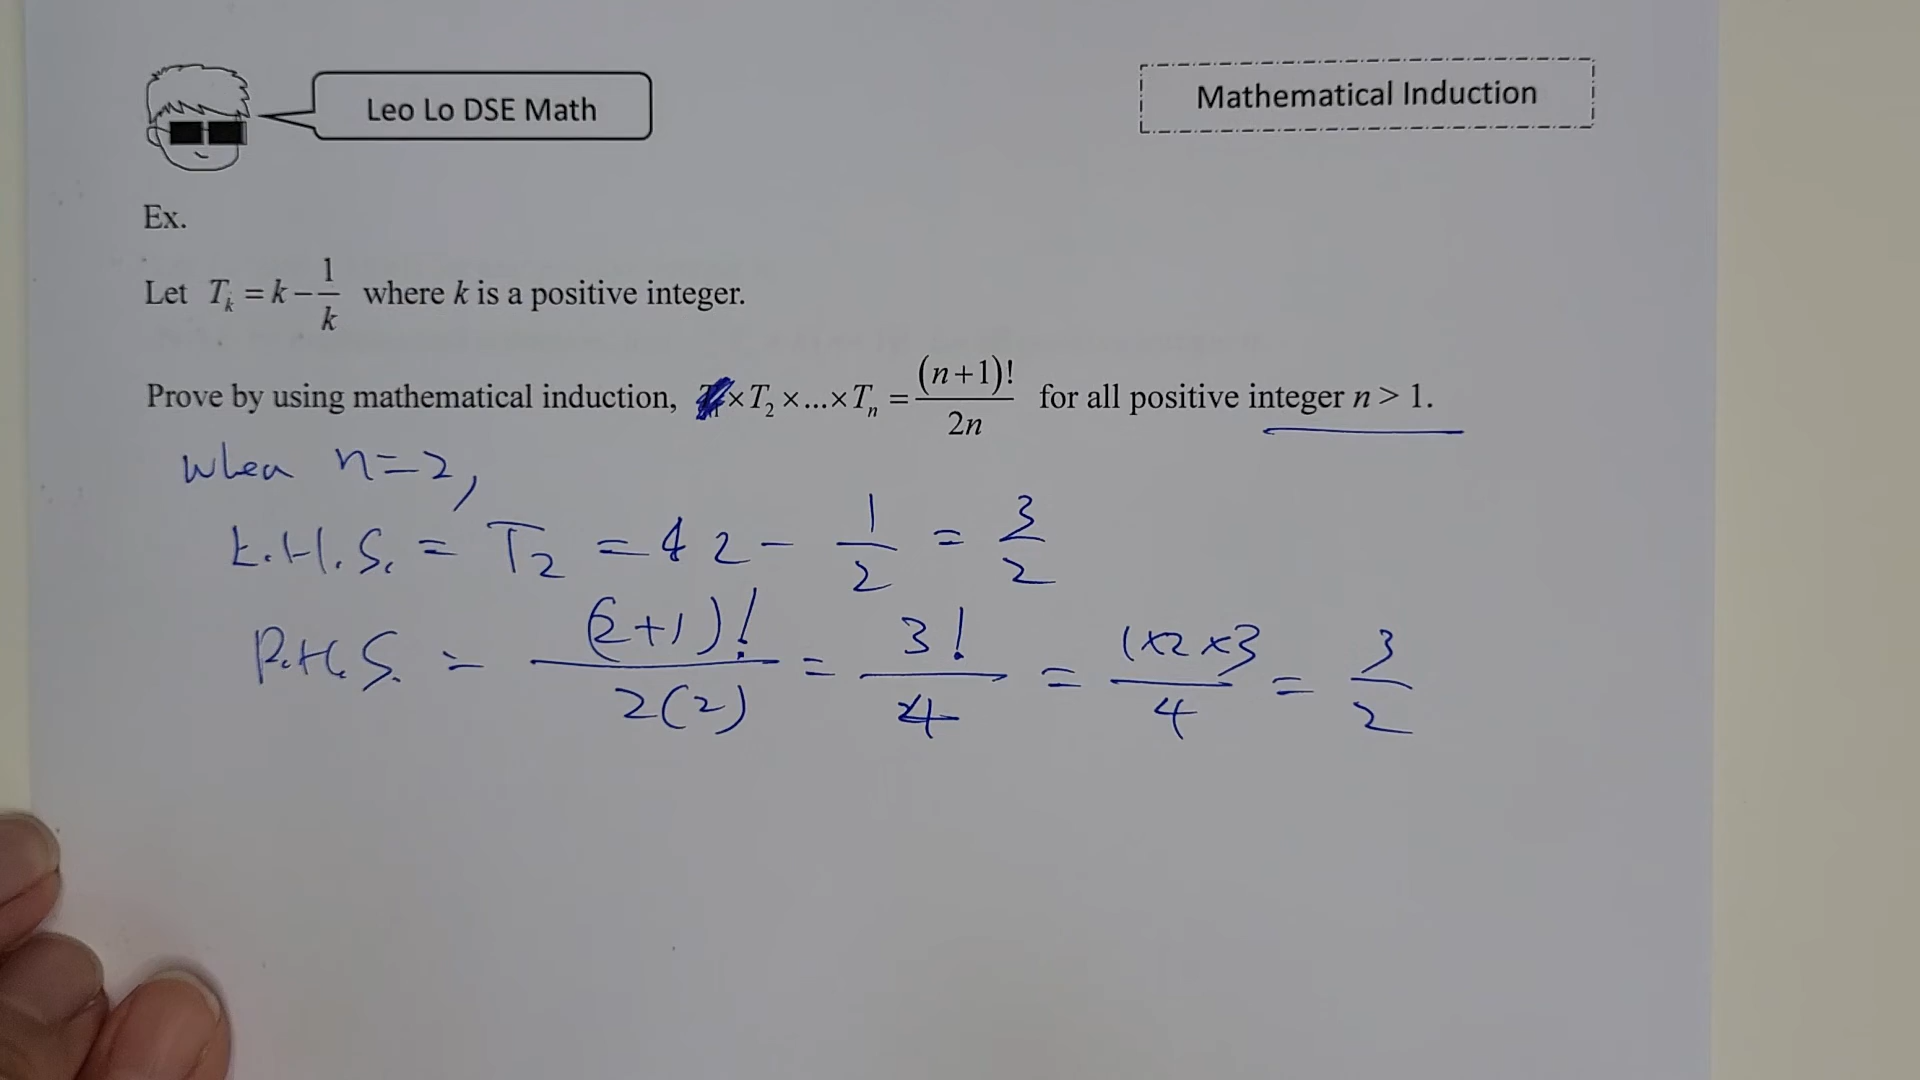 Leo Lo DSE Math
Mathematical Induction
Ex.
Let T_k = k - 1/k where k is a positive integer.
Prove by using mathematical induction, × T_2 × ... × T_n = (n+1)!/2n for all positive integer n > 1.
When n=2,
L.H.S. = T_2 = 2 - 1/2 = 3/2
R.H.S. = (2+1)!/2(2) = 3!/4 = 1×2×3/4 = 3/2